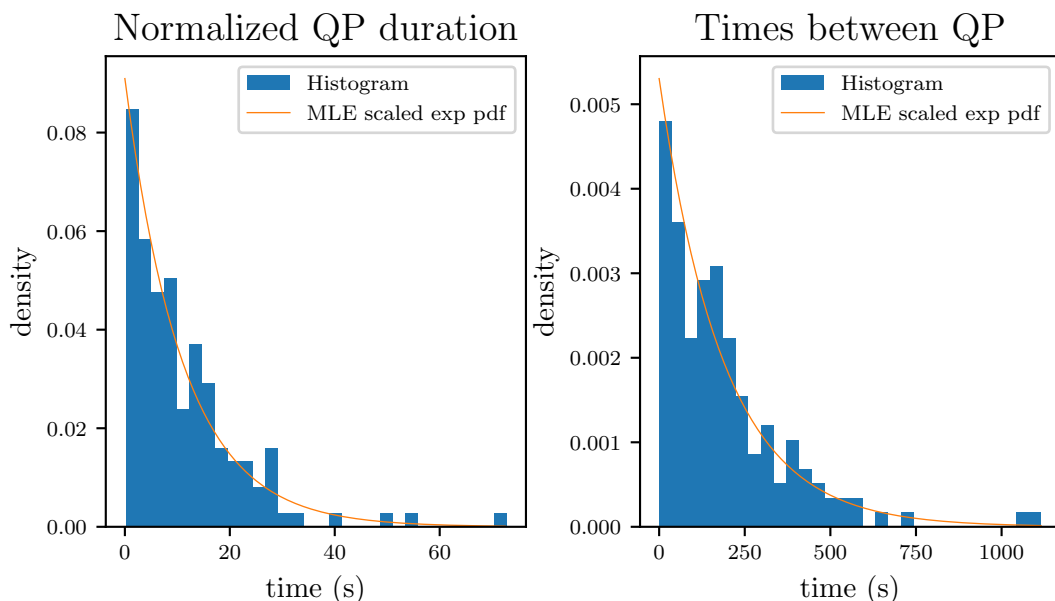 Normalized QP duration
Histogram
MLE scaled exp pdf
density
0.08
0.06
0.04
0.02
0.00
0
20
40
60
time (s)
Times between QP
Histogram
MLE scaled exp pdf
density
0.005
0.004
0.003
0.002
0.001
0.000
0
250
500
750
1000
time (s)